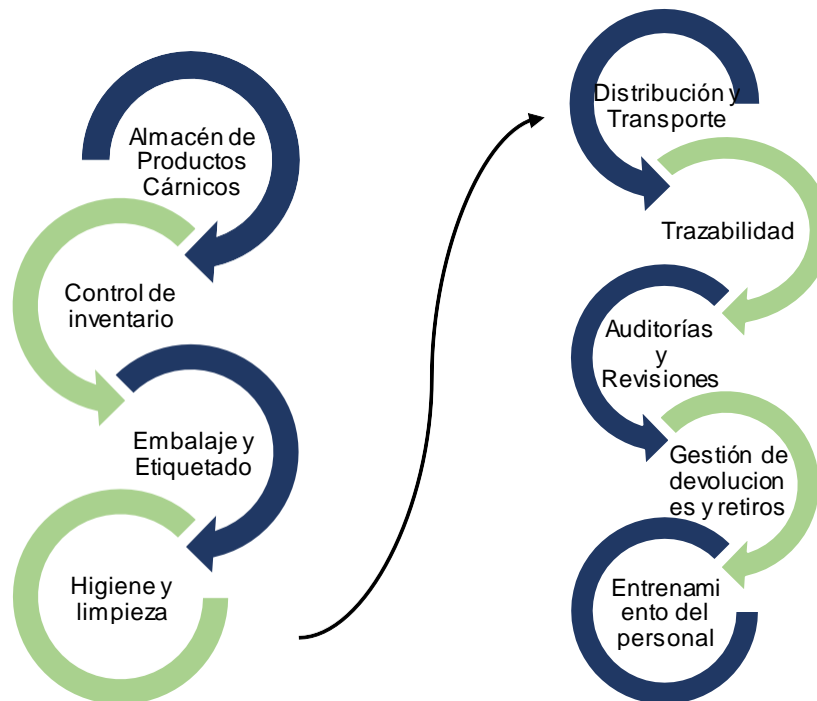 Almacén de
Productos
Cárnicos
Control de
inventario
Embalaje y
Etiquetado
Higiene y
limpieza
Distribución y
Transporte
Trazabilidad
Auditorías
y
Revisiones
Gestión de
devolucion
es y retiros
Entrenami
ento del
personal